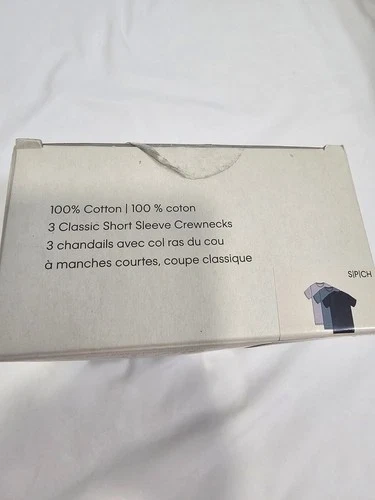 100% Cotton | 100 % coton
3 Classic Short Sleeve Crewnecks
3 chandails avec col ras du cou
à manches courtes, coupe classique
S|P|CH